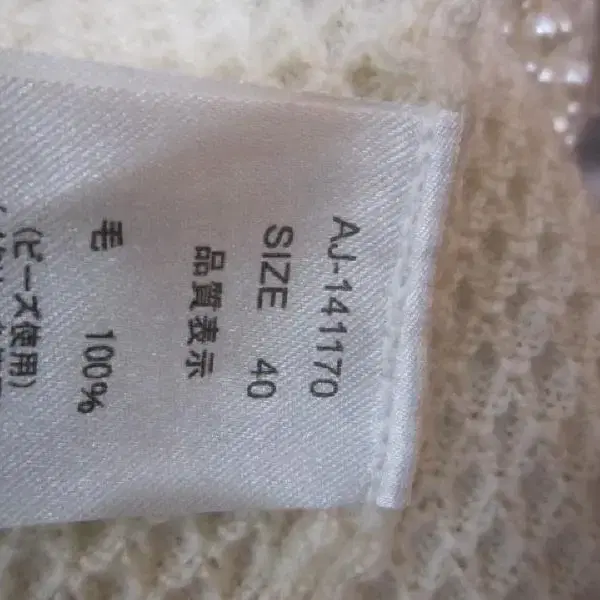 AJ-141170
SIZE 40
品質表示
毛 100%
(ビーズ使用)